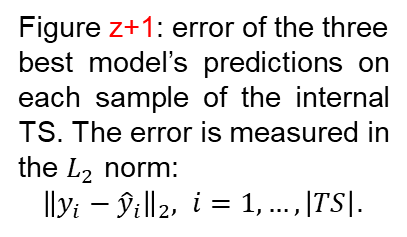 Figure z+1: error of the three
best model's predictions on
each sample of the internal
TS. The error is measured in
the L₂ norm:
‖yᵢ − ŷᵢ‖₂, i = 1, … , |TS|.